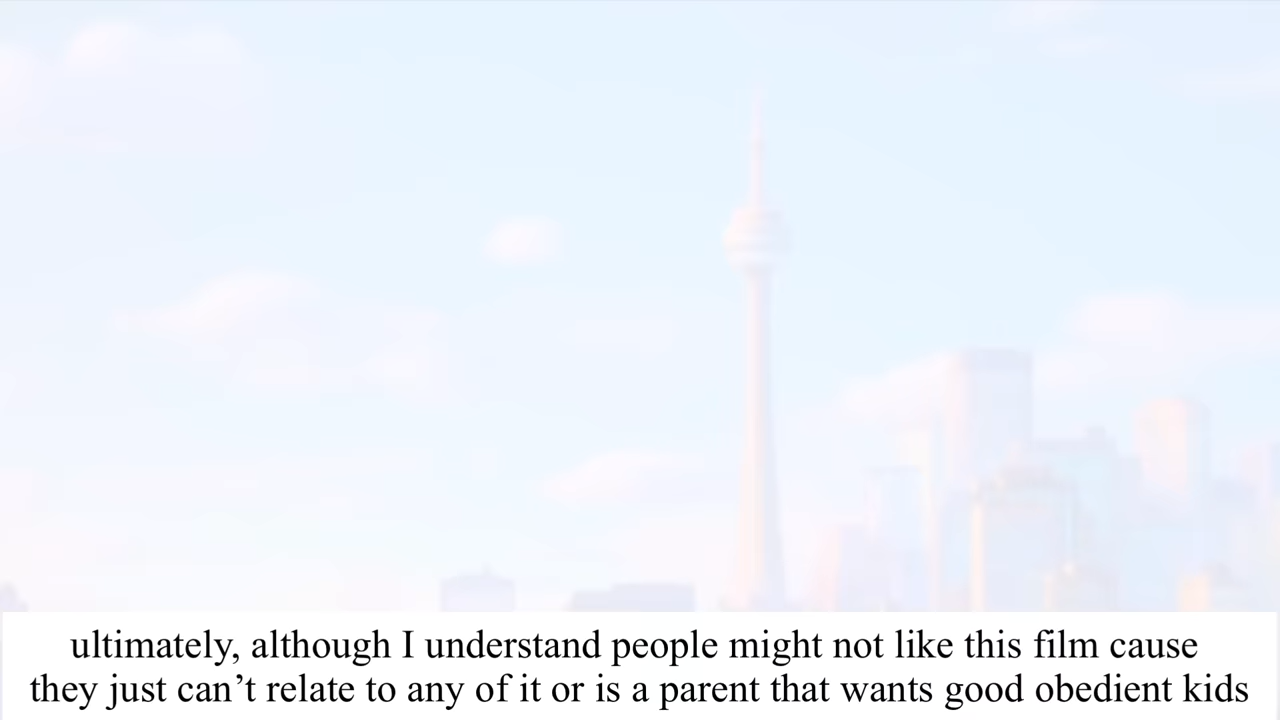 ultimately, although I understand people might not like this film cause
they just can’t relate to any of it or is a parent that wants good obedient kids